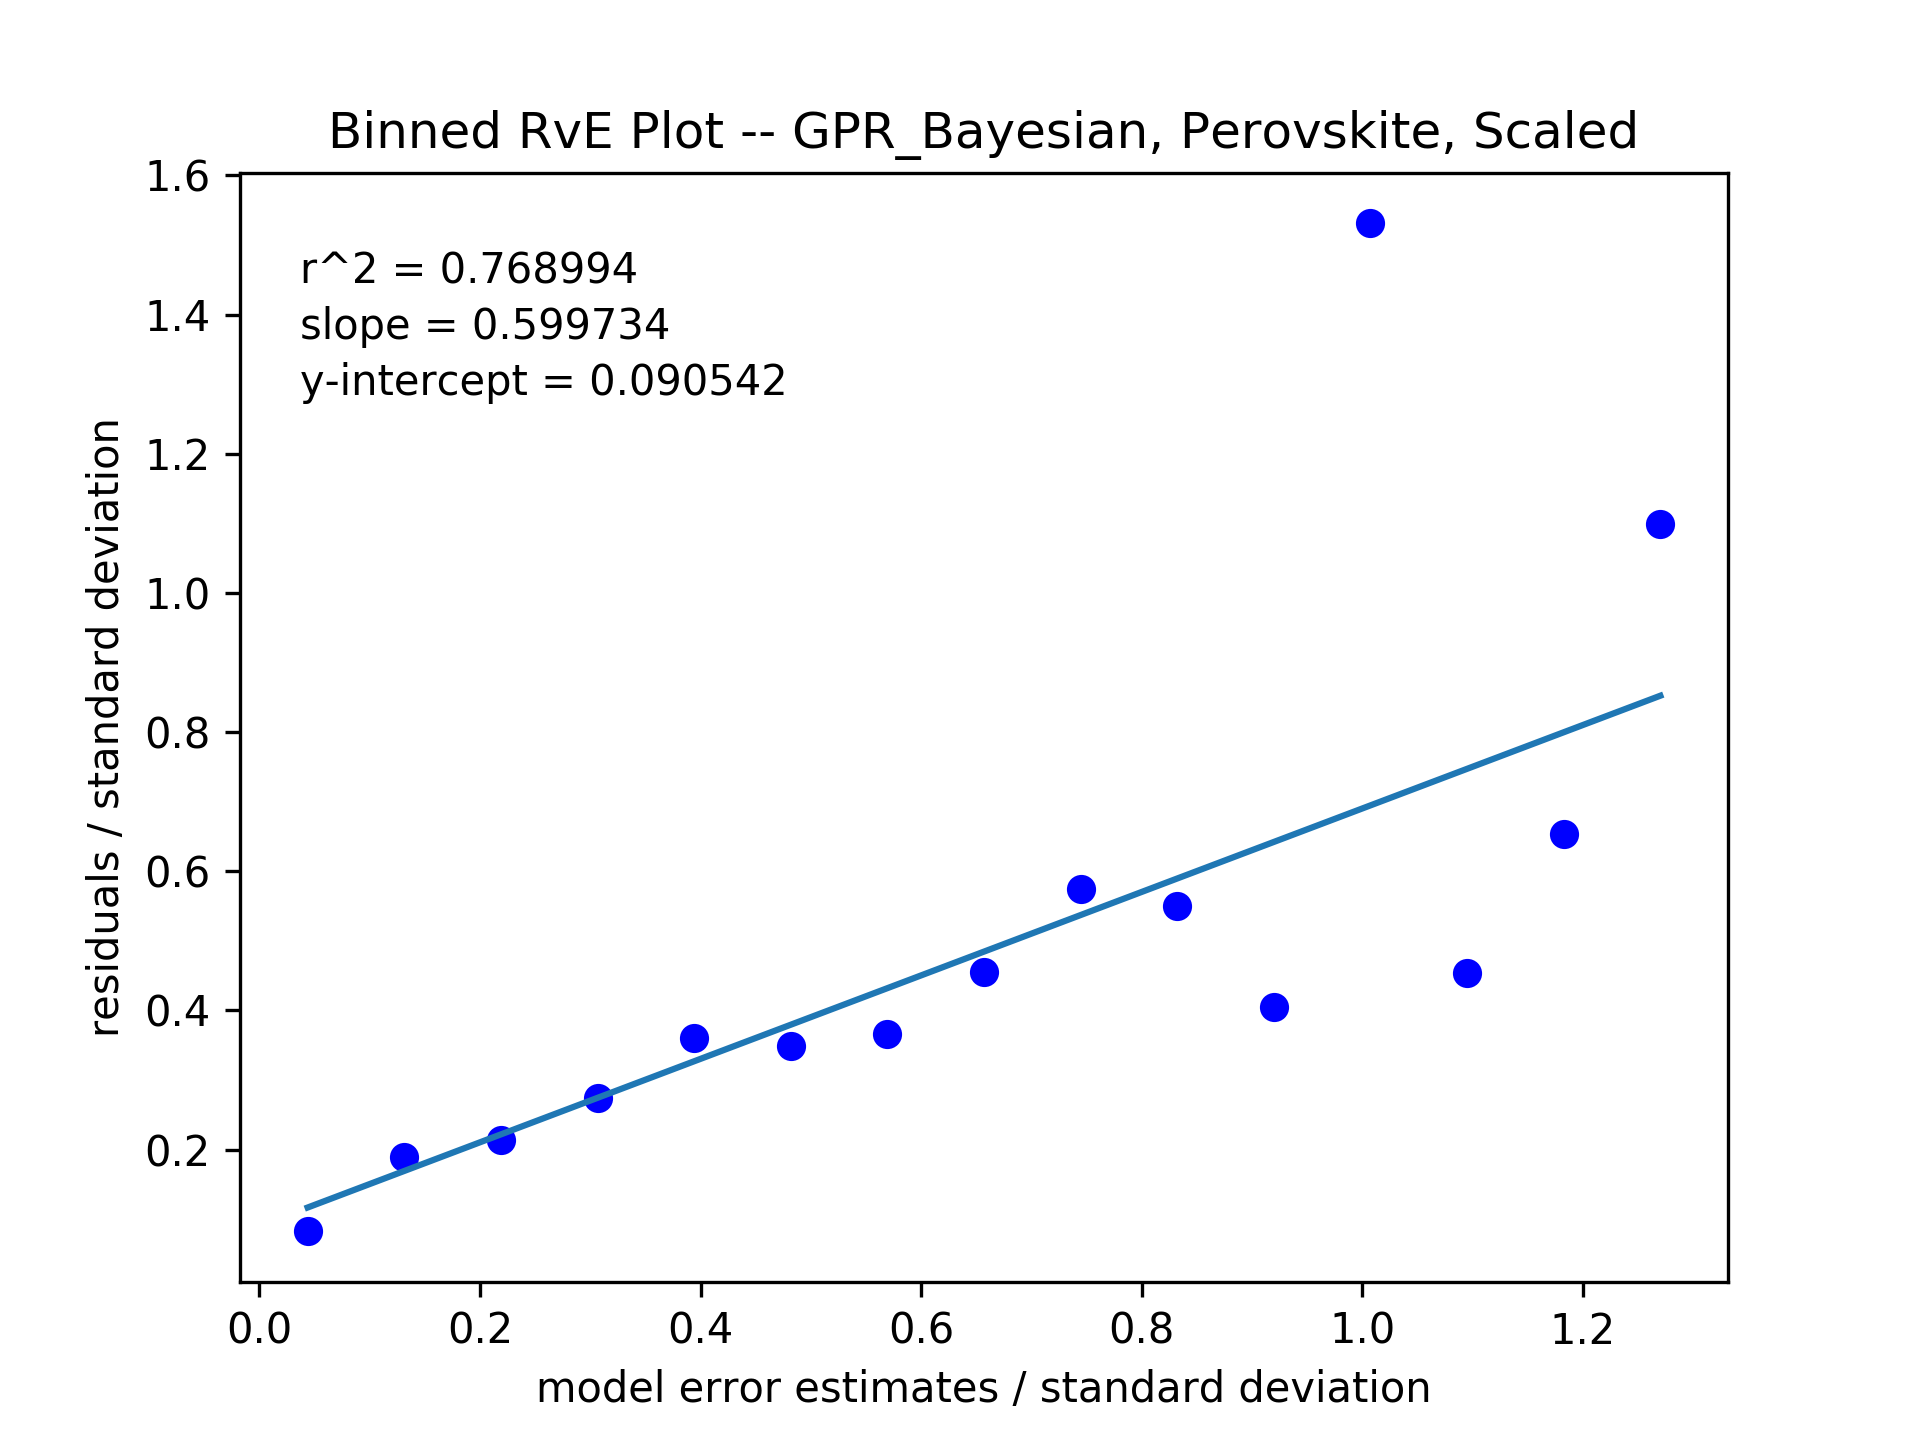 Binned RvE Plot -- GPR_Bayesian, Perovskite, Scaled
r^2 = 0.768994
slope = 0.599734
y-intercept = 0.090542
residuals / standard deviation
1.6
1.4
1.2
1.0
0.8
0.6
0.4
0.2
0.0 0.2 0.4 0.6 0.8 1.0 1.2
model error estimates / standard deviation